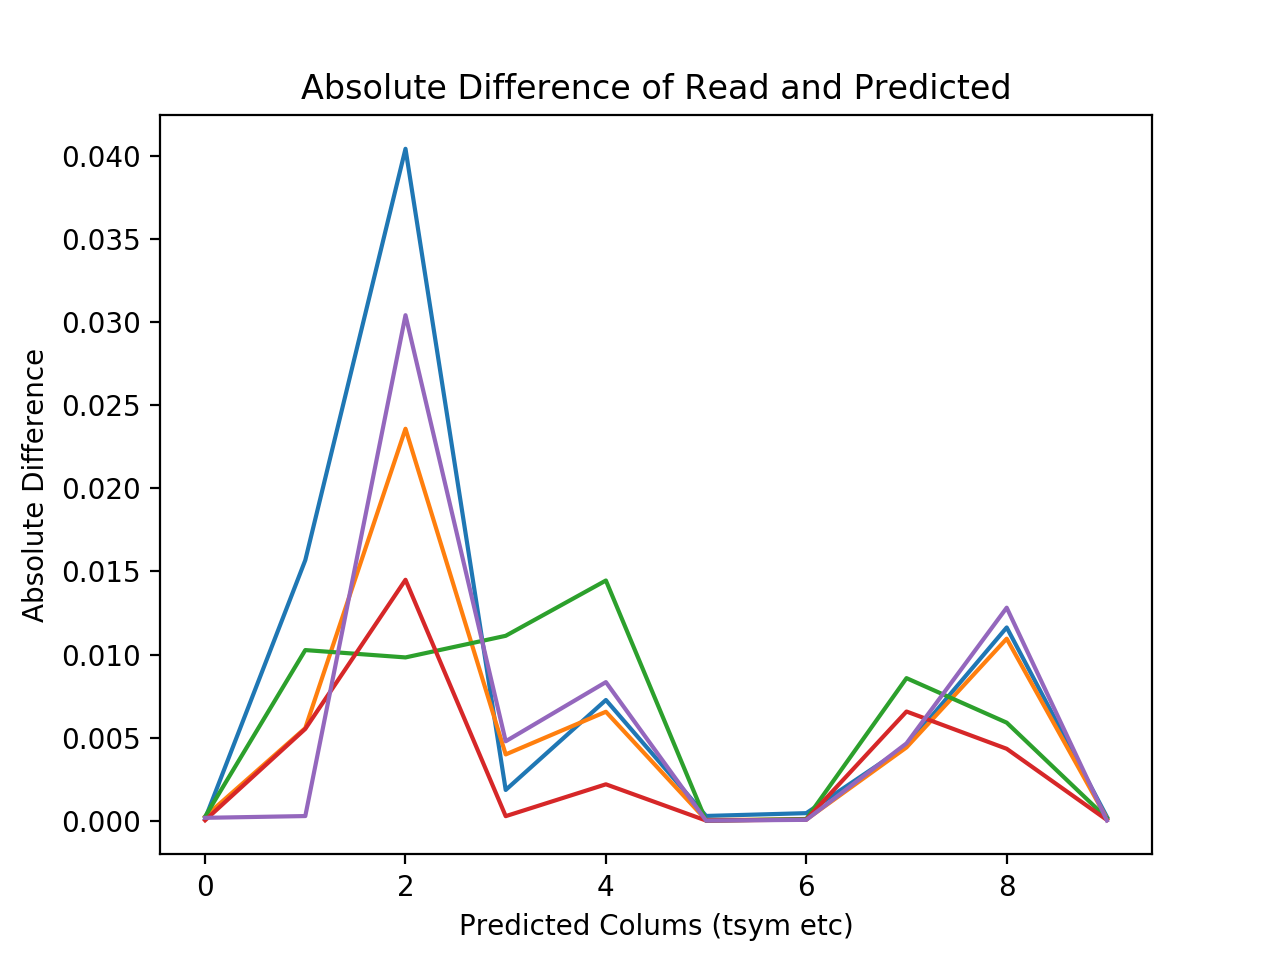 Absolute Difference of Read and Predicted
0.040
0.035
0.030
0.025
0.020
0.015
0.010
0.005
0.000
Absolute Difference
0 2 4 6 8
Predicted Colums (tsym etc)